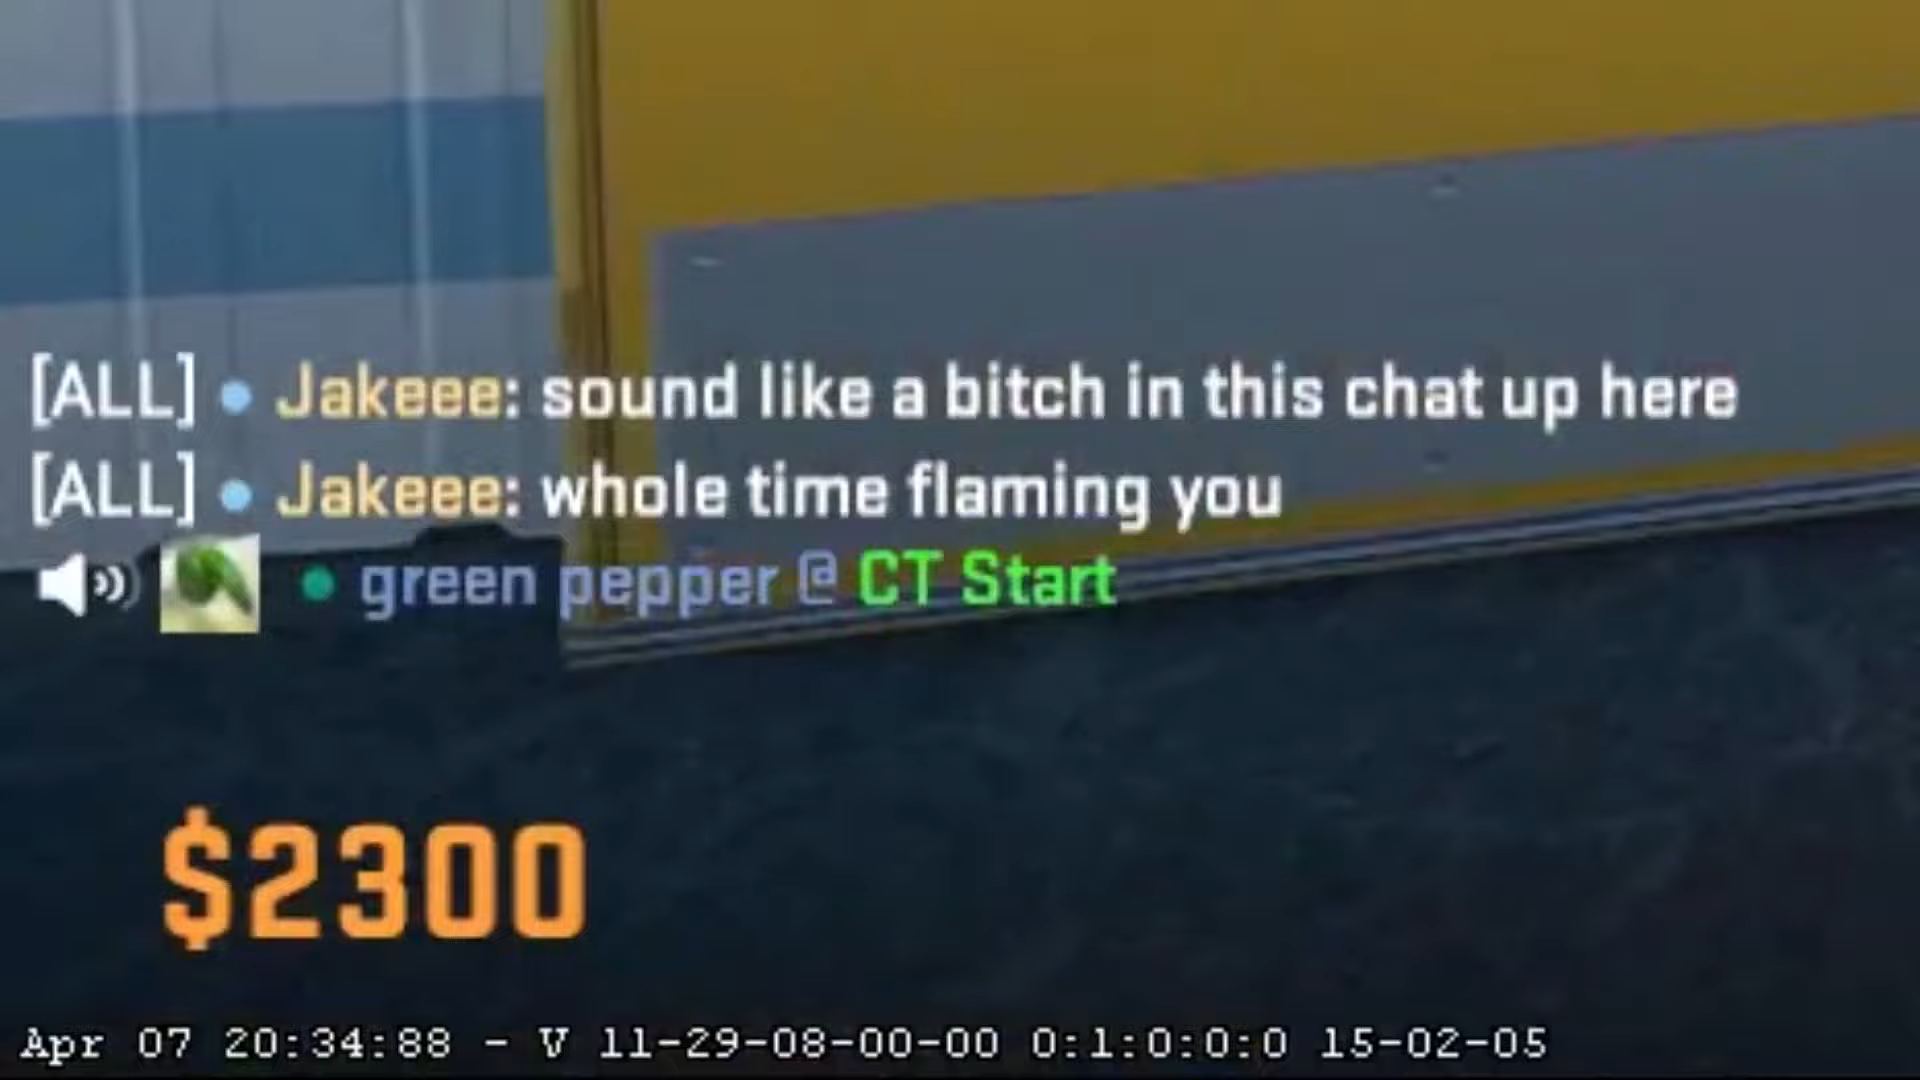 [ALL] • Jakeee: sound like a bitch in this chat up here
[ALL] • Jakeee: whole time flaming you
• green pepper @ CT Start
$2300
Apr 07 20:34:88 - V 11-29-08-00-00 0:1:0:0:0 15-02-05